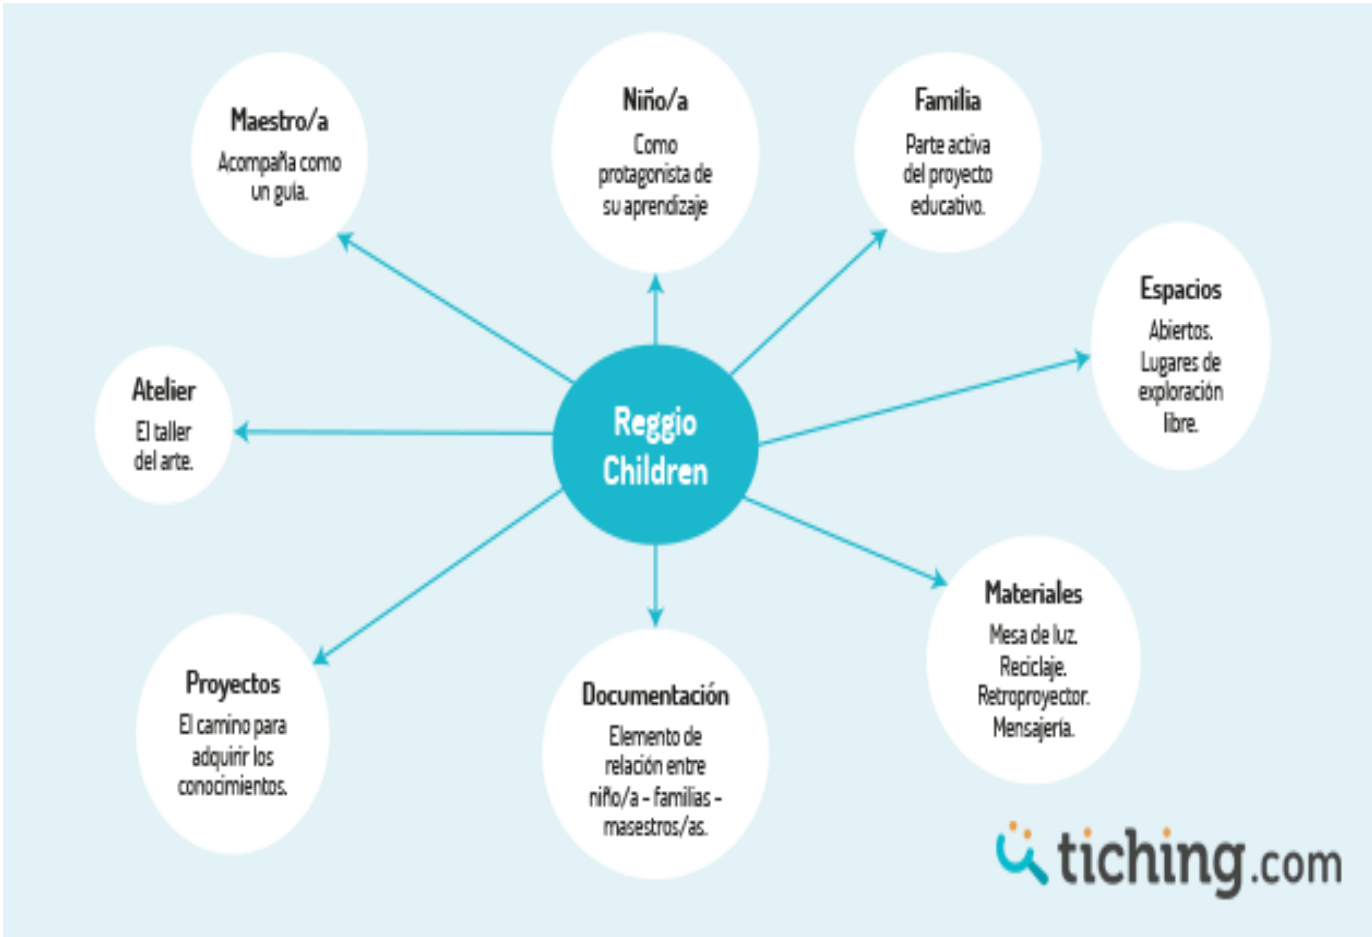 Maestro/a
Acompaña como
un guía.
Niño/a
Como
protagonista de
su aprendizaje
Familia
Parte activa
del proyecto
educativo.
Espacios
Abiertos.
Lugares de
exploración
libre.
Atelier
El taller
del arte.
Reggio
Children
Materiales
Mesa de luz.
Reciclaje.
Retroproyector.
Mensajería.
Proyectos
El camino para
adquirir los
conocimientos.
Documentación
Elemento de
relación entre
niño/a - familias -
masestros/as.
tiching.com